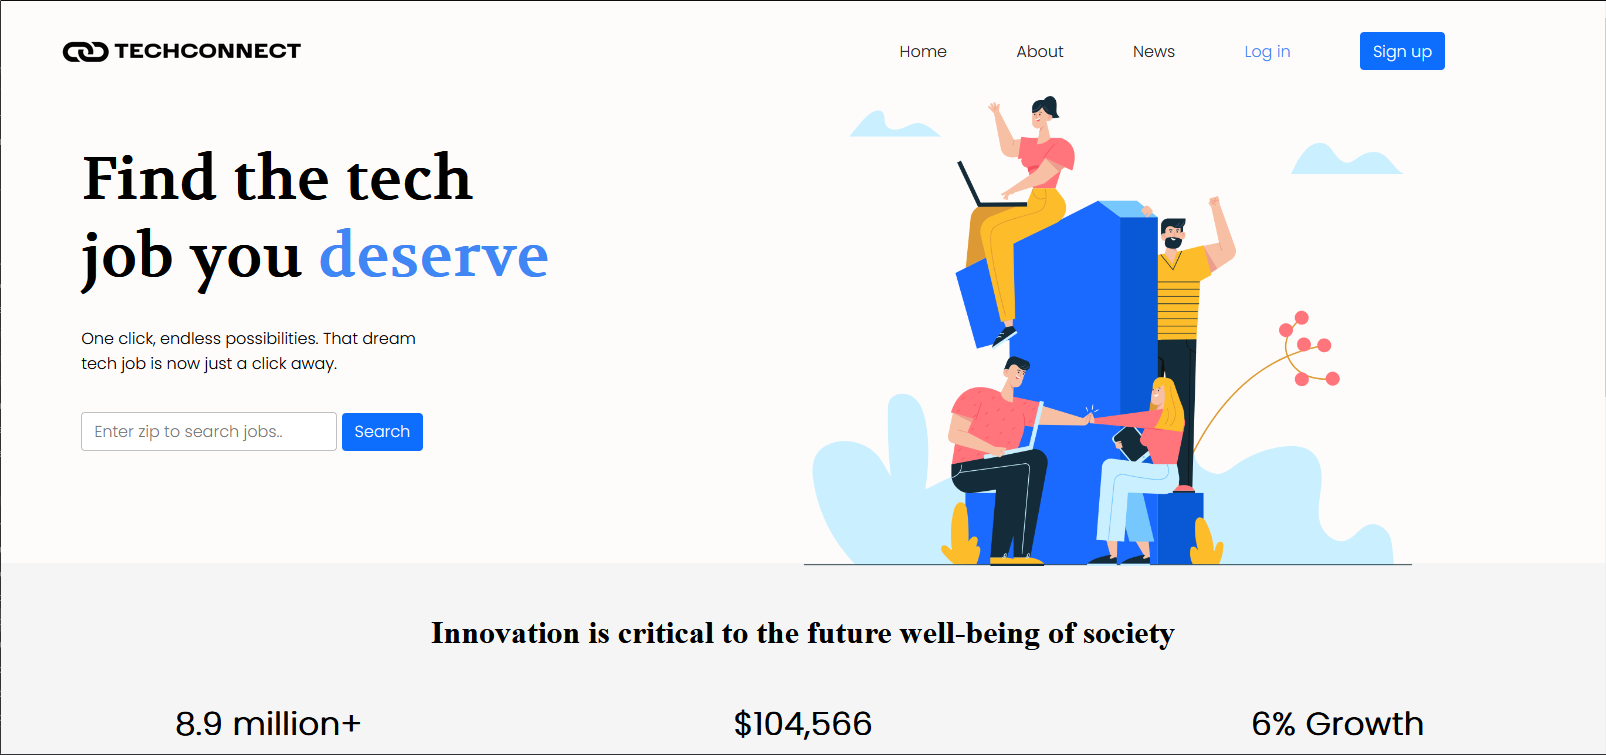 TECHCONNECT
Home
About
News
Log in
Sign up
Find the tech
job you deserve
One click, endless possibilities. That dream
tech job is now just a click away.
Enter zip to search jobs..
Search
Innovation is critical to the future well-being of society
8.9 million+
$104,566
6% Growth